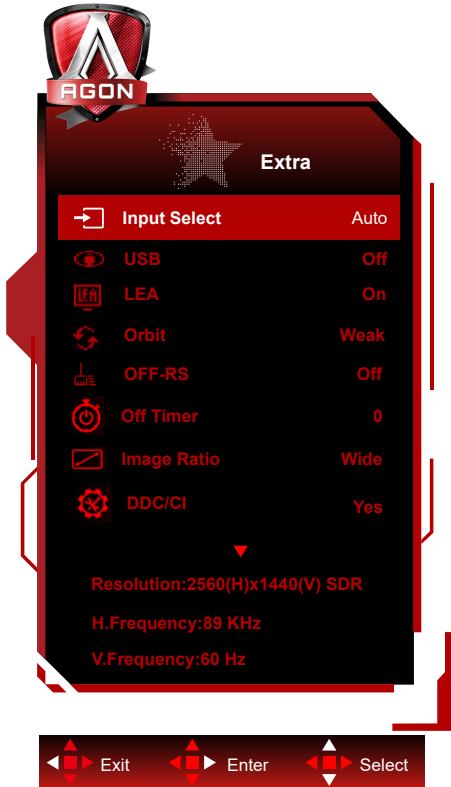 AGON
Extra
Input Select Auto
USB Off
LEA
LEA On
Orbit Weak
OFF-RS Off
Off Timer 0
Image Ratio Wide
DDC/CI Yes
Resolution:2560(H)x1440(V) SDR
H.Frequency:89 KHz
V.Frequency:60 Hz
Exit Enter Select